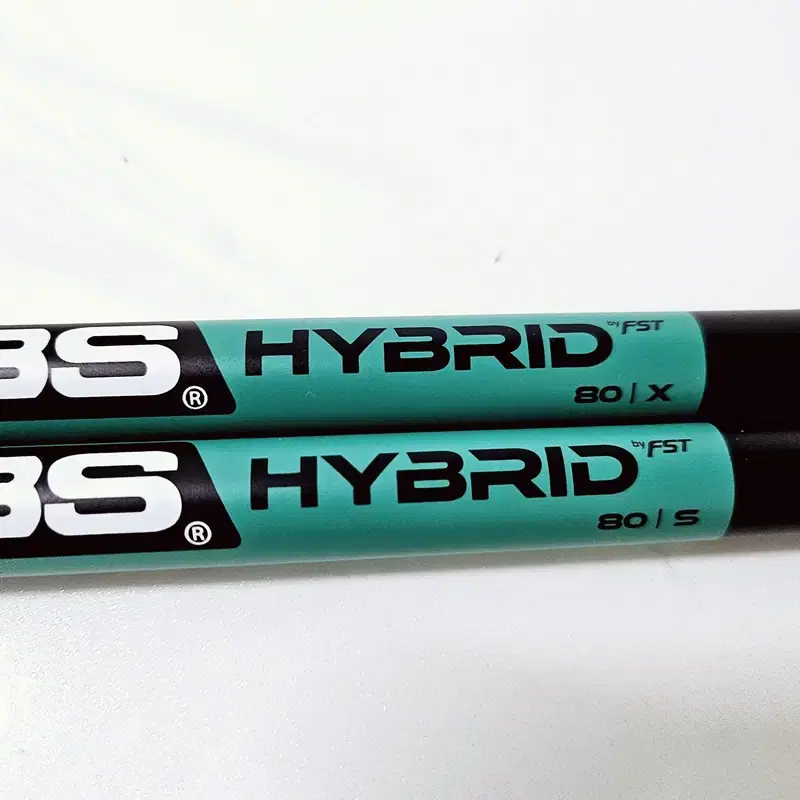 BS® HYBRID by FST
80 | X
BS® HYBRID by FST
80 | S